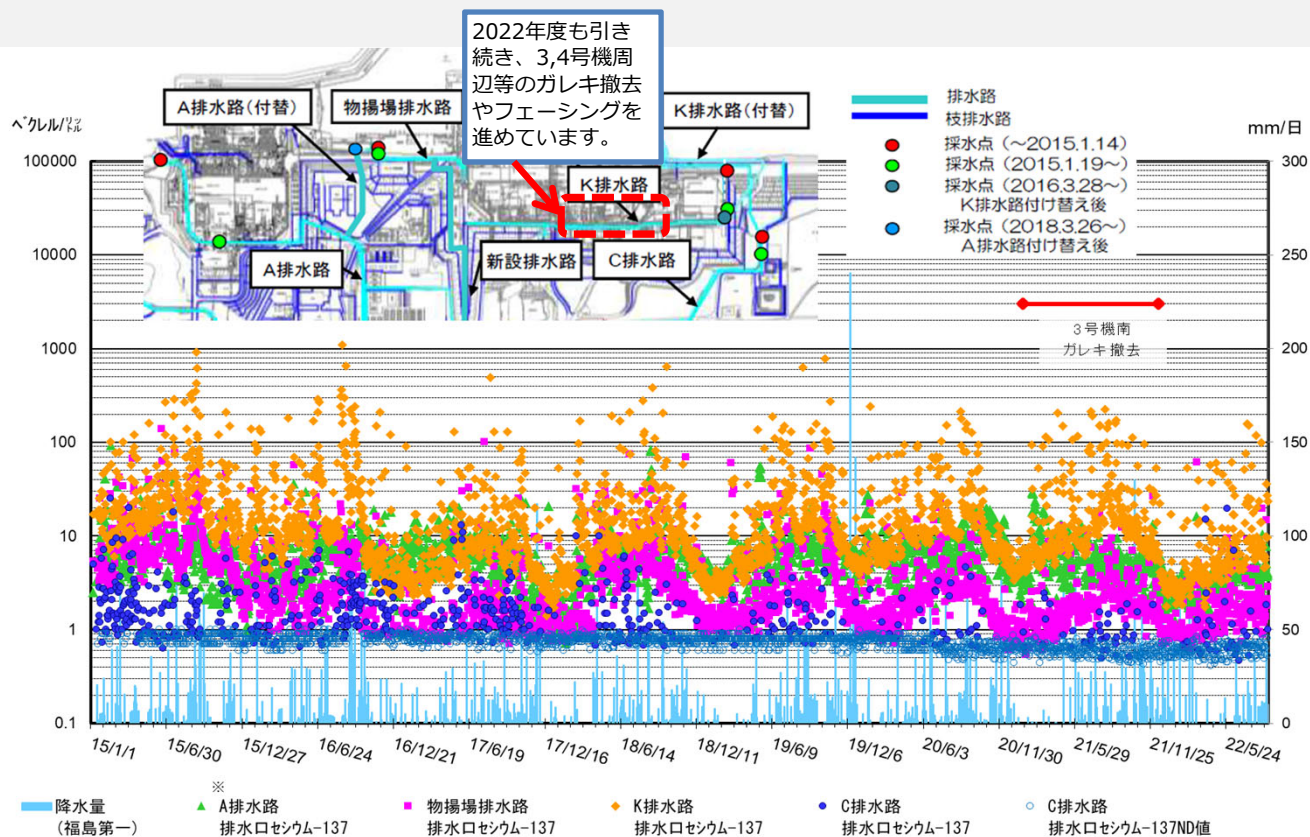 2022年度も引き
続き、3,4号機周
辺等のガレキ撤去
やフェーシングを
進めています。
A排水路(付替)
物揚場排水路
K排水路(付替)
K排水路
A排水路
新設排水路
C排水路
排水路
枝排水路
採水点(~2015.1.14)
採水点(2015.1.19~)
採水点(2016.3.28~)
K排水路付け替え後
採水点(2018.3.26~)
A排水路付け替え後
ベクレル/リットル
mm/日
100000
10000
1000
100
10
1
0.1
300
250
200
150
100
50
0
3号機南
ガレキ撤去
15/1/1
15/6/30
15/12/27
16/6/24
16/12/21
17/6/19
17/12/16
18/6/14
18/12/11
19/6/9
19/12/6
20/6/3
20/11/30
21/5/29
21/11/25
22/5/24
降水量
(福島第一)
※
A排水路
排水口セシウム-137
物揚場排水路
排水口セシウム-137
K排水路
排水口セシウム-137
C排水路
排水口セシウム-137
C排水路
排水口セシウム-137ND値